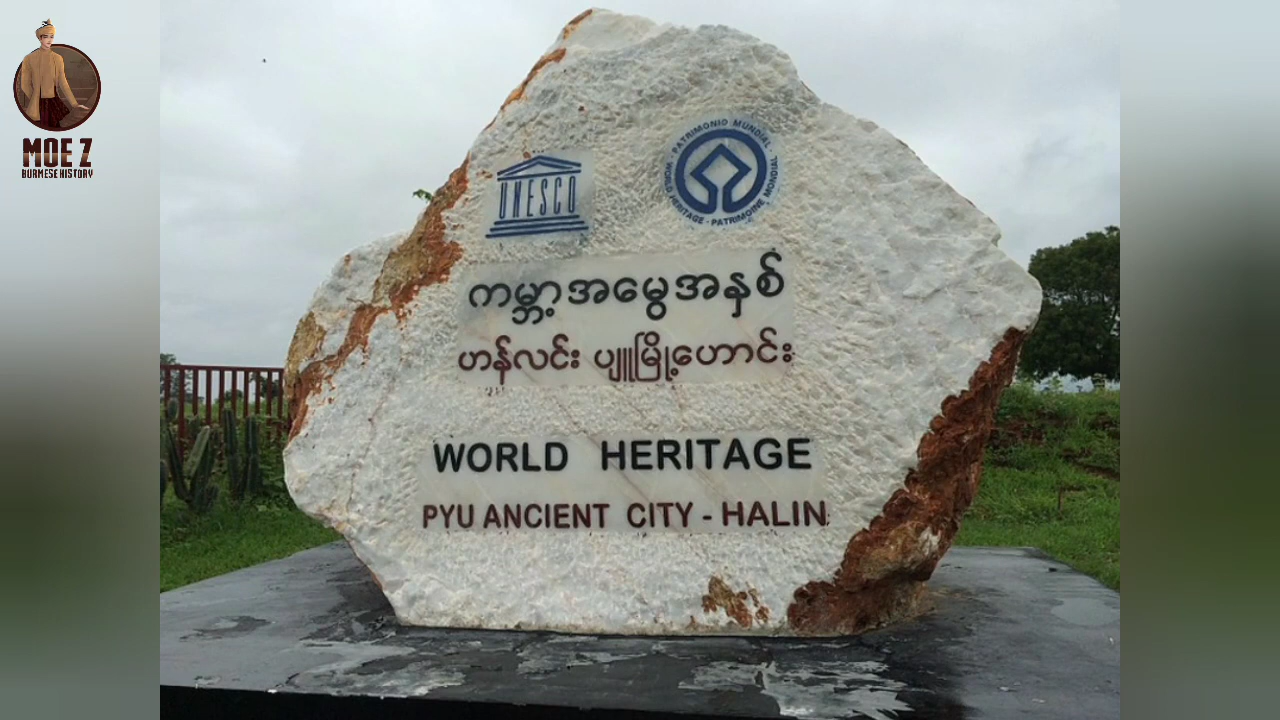 MOE Z
BURMESE HISTORY
UNESCO
WORLD HERITAGE · PATRIMOINE MONDIAL · PATRIMONIO MUNDIAL ·
ကမ္ဘာ့အမွေအနှစ်
ဟန်လင်း ပျူမြို့ဟောင်း
WORLD HERITAGE
PYU ANCIENT CITY - HALIN